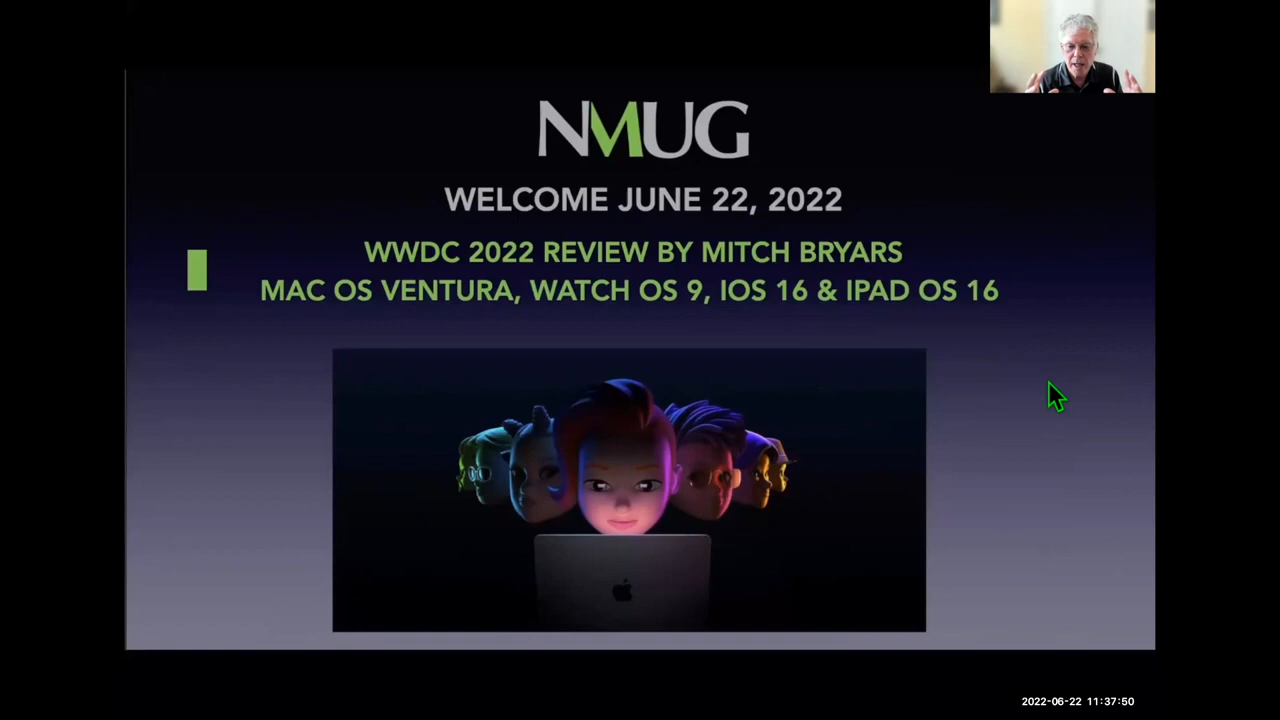 NMUG
WELCOME JUNE 22, 2022
WWDC 2022 REVIEW BY MITCH BRYARS
MAC OS VENTURA, WATCH OS 9, IOS 16 & IPAD OS 16
2022-06-22 11:37:50